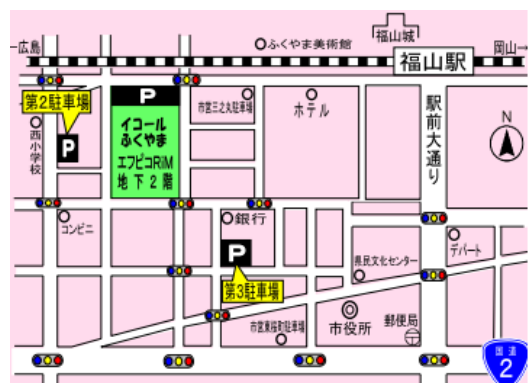 福山城
←広島
ふくやま美術館
岡山→
福山駅
第2駐車場
P
P
イコール
ふくやま
エフピコRiM
地下2階
市営三之丸駐車場
ホテル
駅前大通り
N
西小学校
コンビニ
銀行
P
第3駐車場
県民文化センター
デパート
市役所
郵便局
市営東桜町駐車場
国道
2